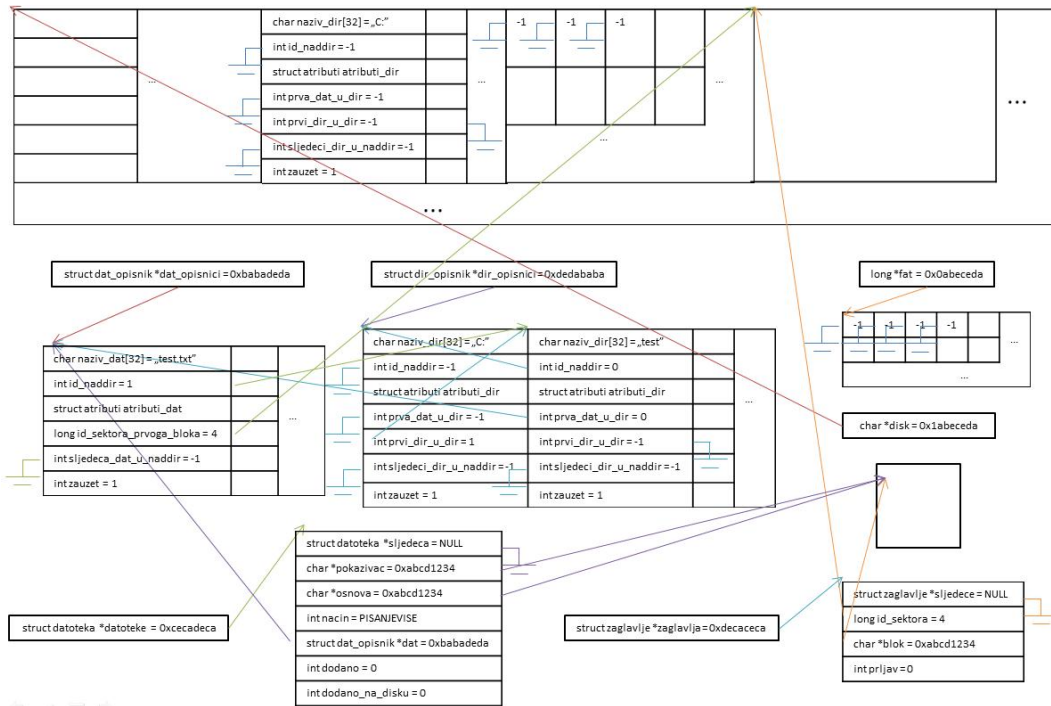 char naziv_dir[32] = „C:”
int id_naddir = -1
struct atributi atributi_dir
int prva_dat_u_dir = -1
int prvi_dir_u_dir = -1
int sljedeci_dir_u_naddir = -1
int zauzet = 1
...
...
-1 -1 -1
...
...
...
...
struct dat_opisnik *dat_opisnici = 0xbabadeda
struct dir_opisnik *dir_opisnici = 0xdedababa
long *fat = 0x0abeceda
char naziv_dat[32] = „test.txt”
int id_naddir = 1
struct atributi atributi_dat
long id_sektora_prvoga_bloka = 4
int sljedeca_dat_u_naddir = -1
int zauzet = 1
...
char naziv_dir[32] = „C:”
int id_naddir = -1
struct atributi atributi_dir
int prva_dat_u_dir = -1
int prvi_dir_u_dir = 1
int sljedeci_dir_u_naddir = -1
int zauzet = 1
char naziv_dir[32] = „test”
int id_naddir = 0
struct atributi atributi_dir
int prva_dat_u_dir = 0
int prvi_dir_u_dir = -1
int sljedeci_dir_u_naddir = -1
int zauzet = 1
...
-1 -1 -1 -1
...
...
char *disk = 0x1abeceda
struct datoteka *datoteke = 0xcecadeca
struct datoteka *sljedeca = NULL
char *pokazivac = 0xabcd1234
char *osnova = 0xabcd1234
int nacin = PISANJEVISE
struct dat_opisnik *dat = 0xbabadeda
int dodano = 0
int dodano_na_disku = 0
struct zaglavlje *zaglavlja = 0xdecaceca
struct zaglavlje *sljedece = NULL
long id_sektora = 4
char *blok = 0xabcd1234
int prljav = 0